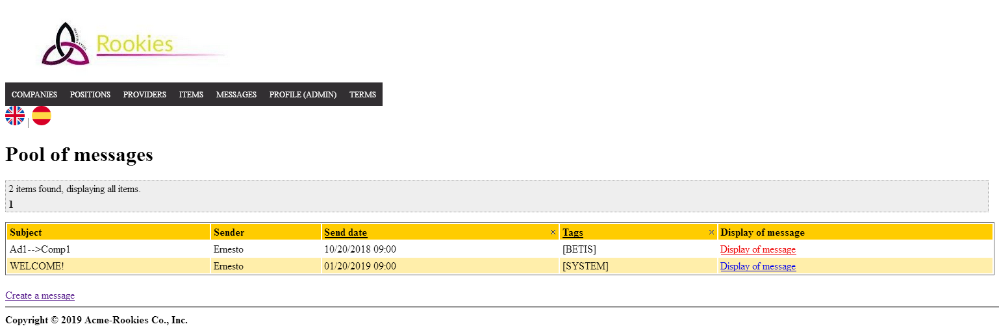 Rookies
COMPANIES POSITIONS PROVIDERS ITEMS MESSAGES PROFILE (ADMIN) TERMS
|
Pool of messages
2 items found, displaying all items.
1
Subject Sender Send date Tags Display of message
Ad1-->Comp1 Ernesto 10/20/2018 09:00 [BETIS] Display of message
WELCOME! Ernesto 01/20/2019 09:00 [SYSTEM] Display of message
Create a message
Copyright © 2019 Acme-Rookies Co., Inc.